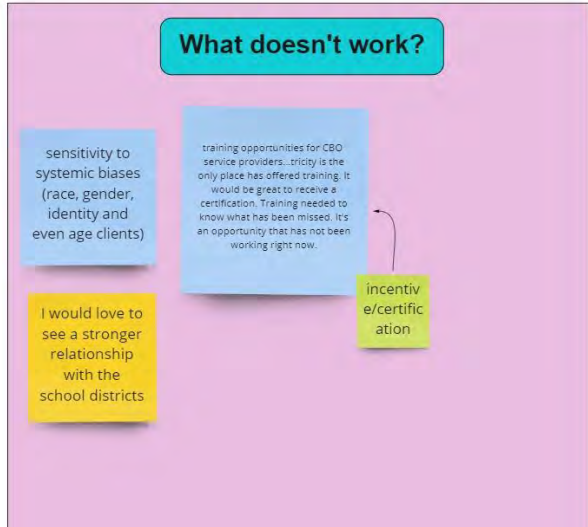 What doesn't work?
sensitivity to
systemic biases
(race, gender,
identity and
even age clients)
training opportunities for CBO
service providers...tricity is the
only place has offered training. It
would be great to receive a
certification. Training needed to
know what has been missed. It's
an opportunity that has not been
working right now.
incentiv
e/certific
ation
I would love to
see a stronger
relationship
with the
school districts